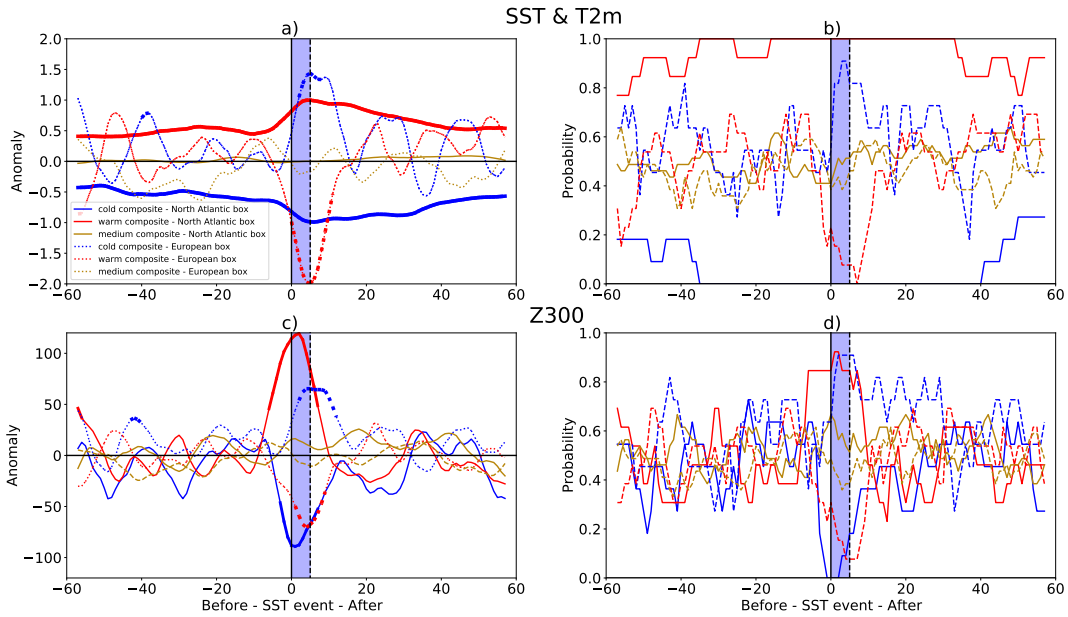 SST & T2m
a)
b)
2.0
1.5
1.0
0.5
0.0
−0.5
−1.0
−1.5
−2.0
Anomaly
cold composite - North Atlantic box
warm composite - North Atlantic box
medium composite - North Atlantic box
cold composite - European box
warm composite - European box
medium composite - European box
−60 −40 −20 0 20 40 60
1.0
0.8
0.6
0.4
0.2
0.0
Probability
−60 −40 −20 0 20 40 60
Z300
c)
d)
100
50
0
−50
−100
Anomaly
−60 −40 −20 0 20 40 60
Before - SST event - After
1.0
0.8
0.6
0.4
0.2
0.0
Probability
−60 −40 −20 0 20 40 60
Before - SST event - After